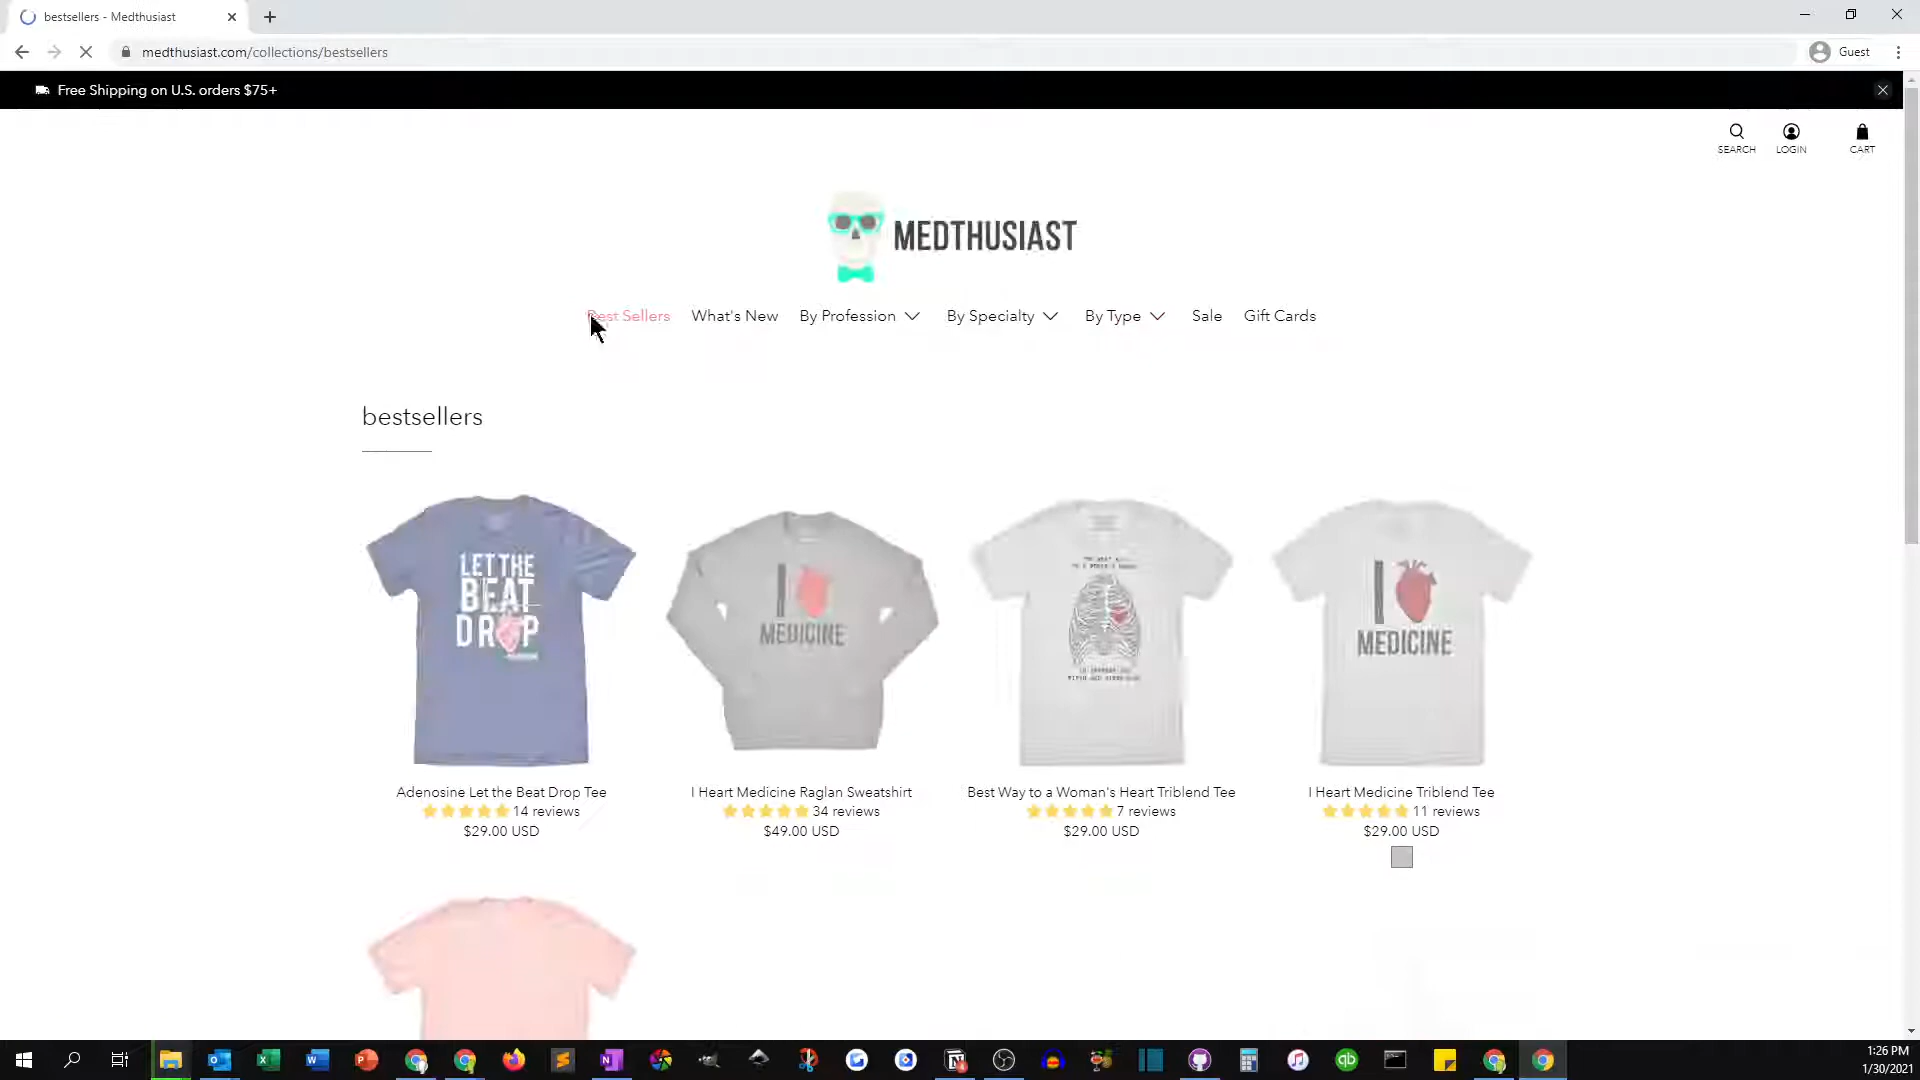 bestsellers - Medthusiast
medthusiast.com/collections/bestsellers
Guest
Free Shipping on U.S. orders $75+
SEARCH
LOGIN
CART
MEDTHUSIAST
Best Sellers
What's New
By Profession
By Specialty
By Type
Sale
Gift Cards
bestsellers
LET THE
BEAT
DROP
I
MEDICINE
I
MEDICINE
Adenosine Let the Beat Drop Tee
14 reviews
$29.00 USD
I Heart Medicine Raglan Sweatshirt
34 reviews
$49.00 USD
Best Way to a Woman's Heart Triblend Tee
7 reviews
$29.00 USD
I Heart Medicine Triblend Tee
11 reviews
$29.00 USD
1:26 PM
1/30/2021